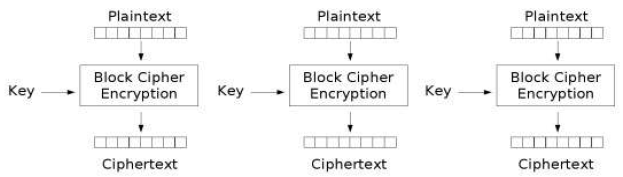 Plaintext Plaintext Plaintext
Block Cipher Block Cipher Block Cipher
Key Key Key
Encryption Encryption Encryption
Ciphertext Ciphertext Ciphertext